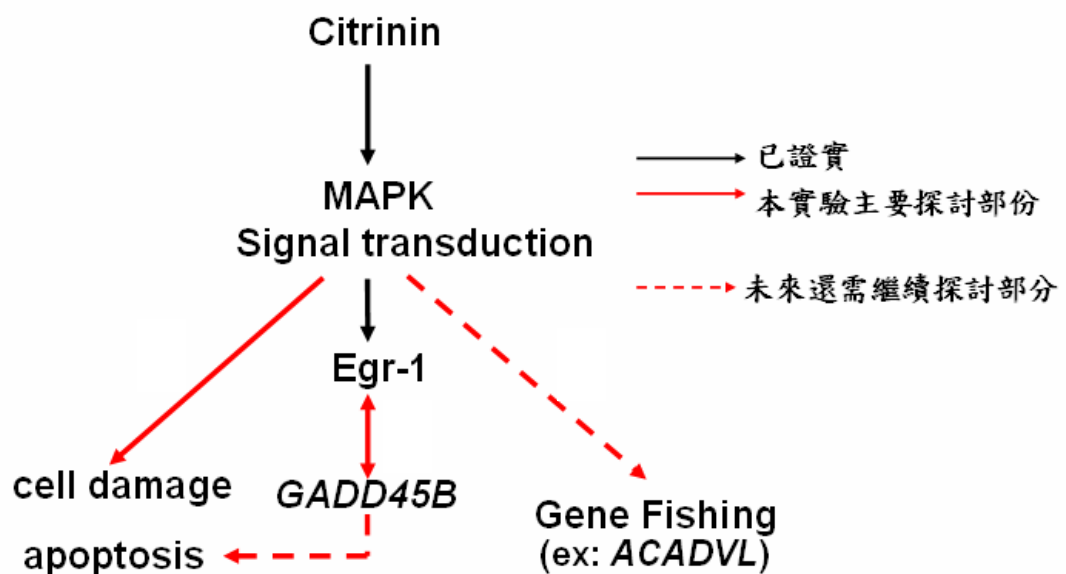 Citrinin
已證實
MAPK
本實驗主要探討部份
Signal transduction
未來還需繼續探討部分
Egr-1
cell damage
GADD45B
Gene Fishing
apoptosis
(ex: ACADVL)